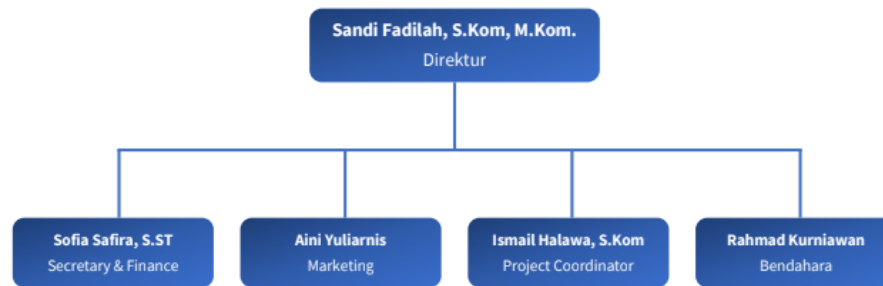 Sandi Fadilah, S.Kom, M.Kom.
Direktur
Sofia Safira, S.ST
Secretary & Finance
Aini Yuliarnis
Marketing
Ismail Halawa, S.Kom
Project Coordinator
Rahmad Kurniawan
Bendahara